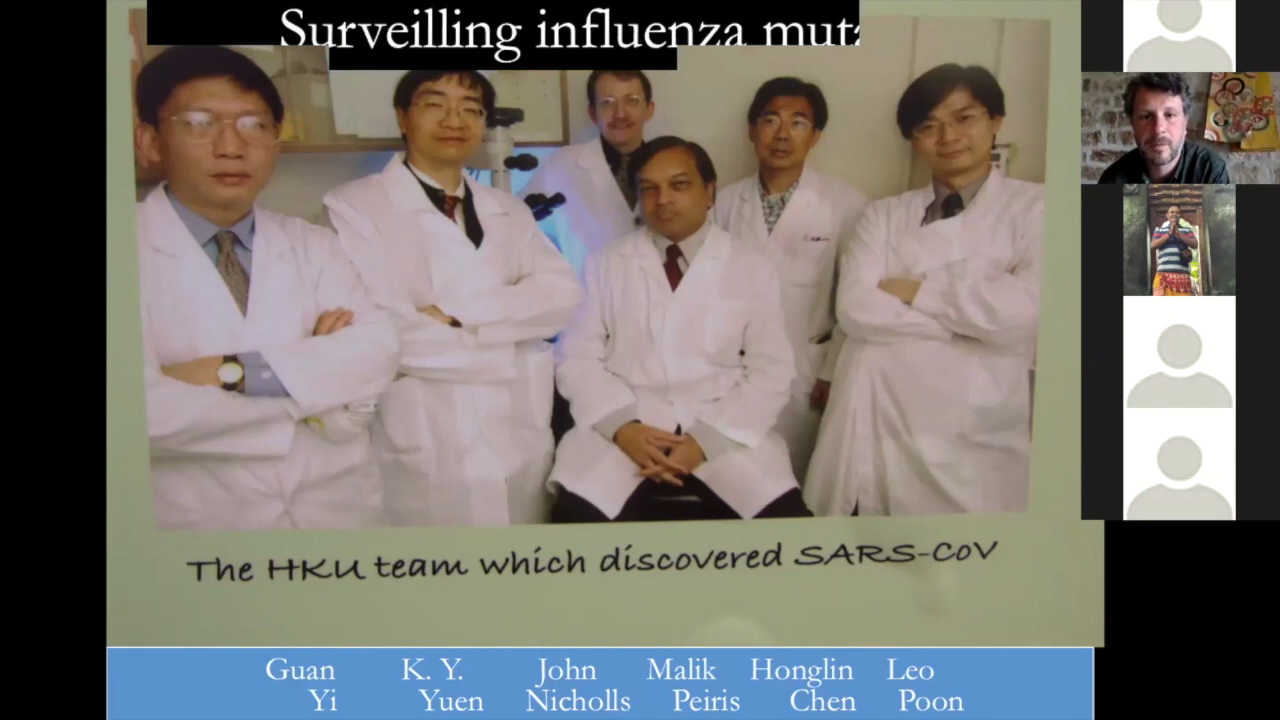 Surveilling influenza
The HKU team which discovered SARS-CoV
Guan K. Y. John Malik Honglin Leo
Yi Yuen Nicholls Peiris Chen Poon